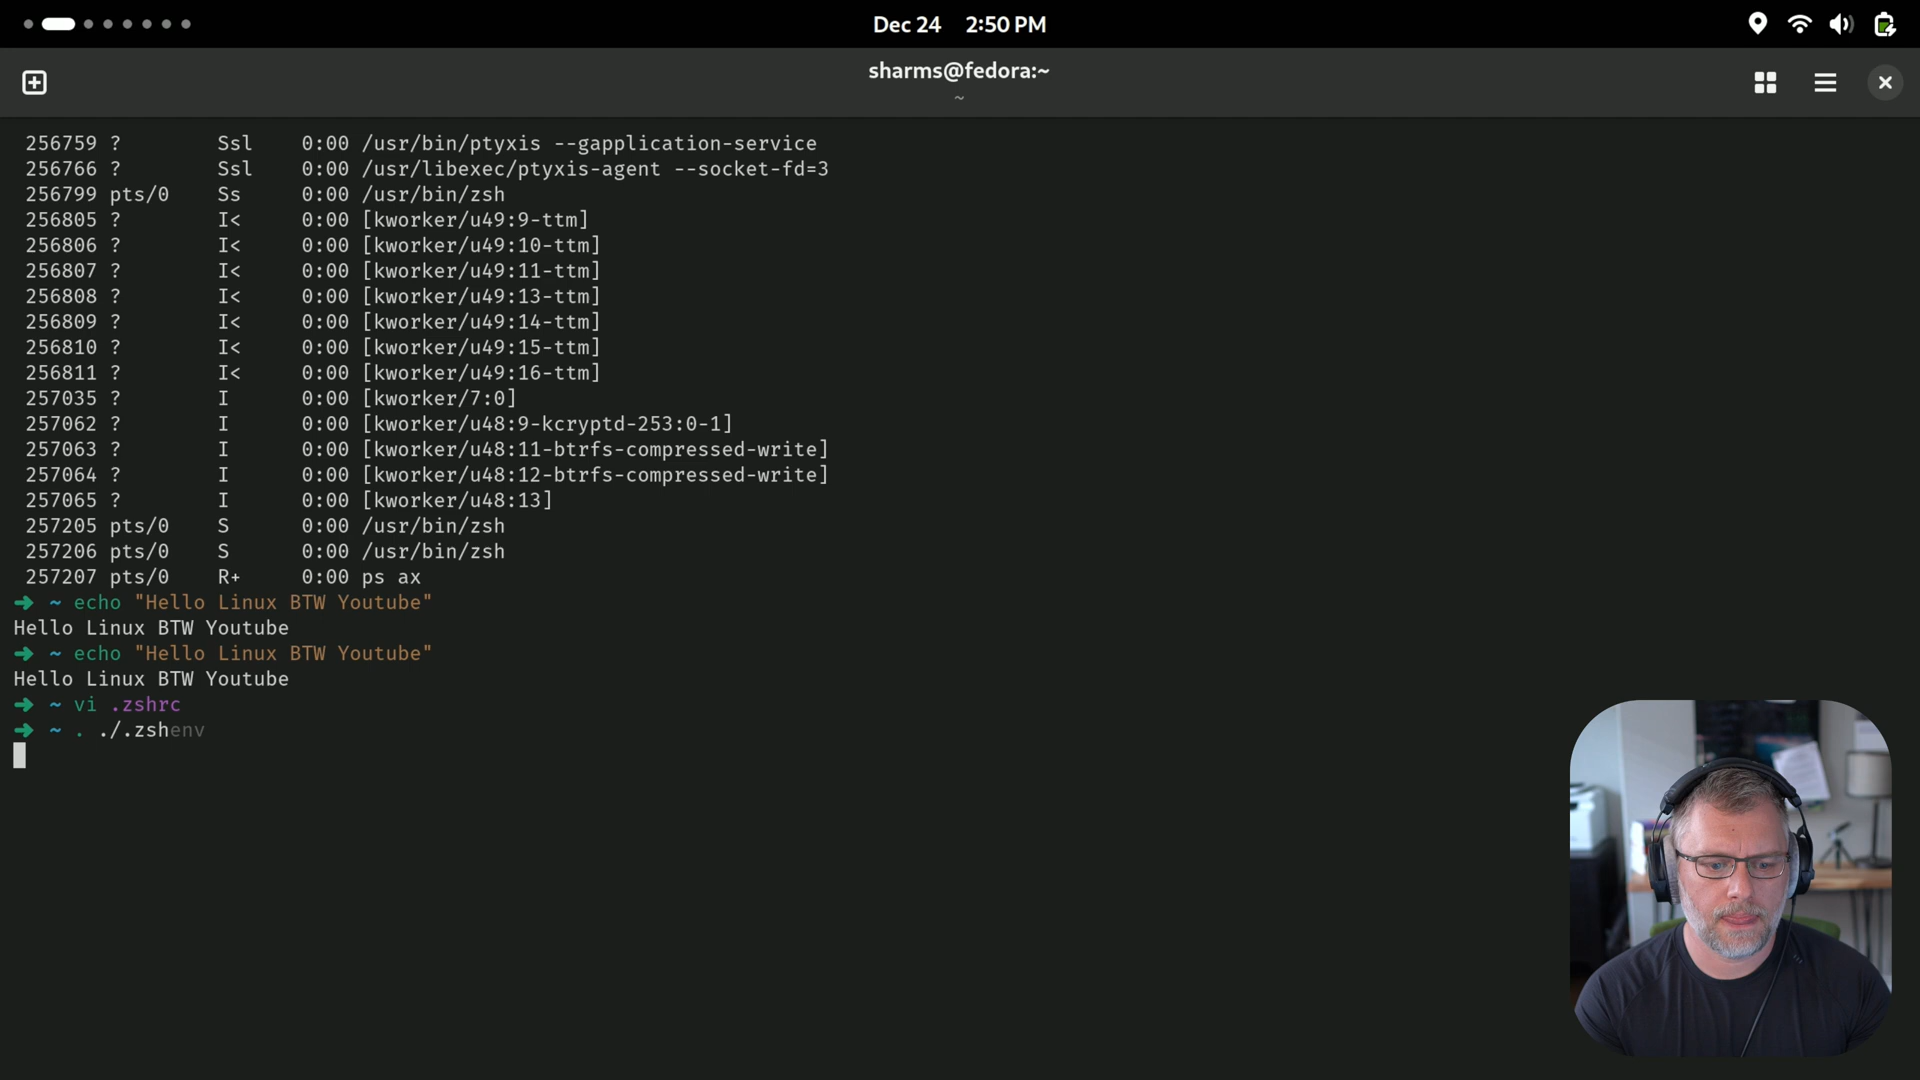 Dec 24 2:50 PM
sharms@fedora:~
~
256759 ? Ssl 0:00 /usr/bin/ptyxis --gapplication-service
256766 ? Ssl 0:00 /usr/libexec/ptyxis-agent --socket-fd=3
256799 pts/0 Ss 0:00 /usr/bin/zsh
256805 ? I< 0:00 [kworker/u49:9-ttm]
256806 ? I< 0:00 [kworker/u49:10-ttm]
256807 ? I< 0:00 [kworker/u49:11-ttm]
256808 ? I< 0:00 [kworker/u49:13-ttm]
256809 ? I< 0:00 [kworker/u49:14-ttm]
256810 ? I< 0:00 [kworker/u49:15-ttm]
256811 ? I< 0:00 [kworker/u49:16-ttm]
257035 ? I 0:00 [kworker/7:0]
257062 ? I 0:00 [kworker/u48:9-kcryptd-253:0-1]
257063 ? I 0:00 [kworker/u48:11-btrfs-compressed-write]
257064 ? I 0:00 [kworker/u48:12-btrfs-compressed-write]
257065 ? I 0:00 [kworker/u48:13]
257205 pts/0 S 0:00 /usr/bin/zsh
257206 pts/0 S 0:00 /usr/bin/zsh
257207 pts/0 R+ 0:00 ps ax
➜ ~ echo "Hello Linux BTW Youtube"
Hello Linux BTW Youtube
➜ ~ echo "Hello Linux BTW Youtube"
Hello Linux BTW Youtube
➜ ~ vi .zshrc
➜ ~ . ./.zshenv